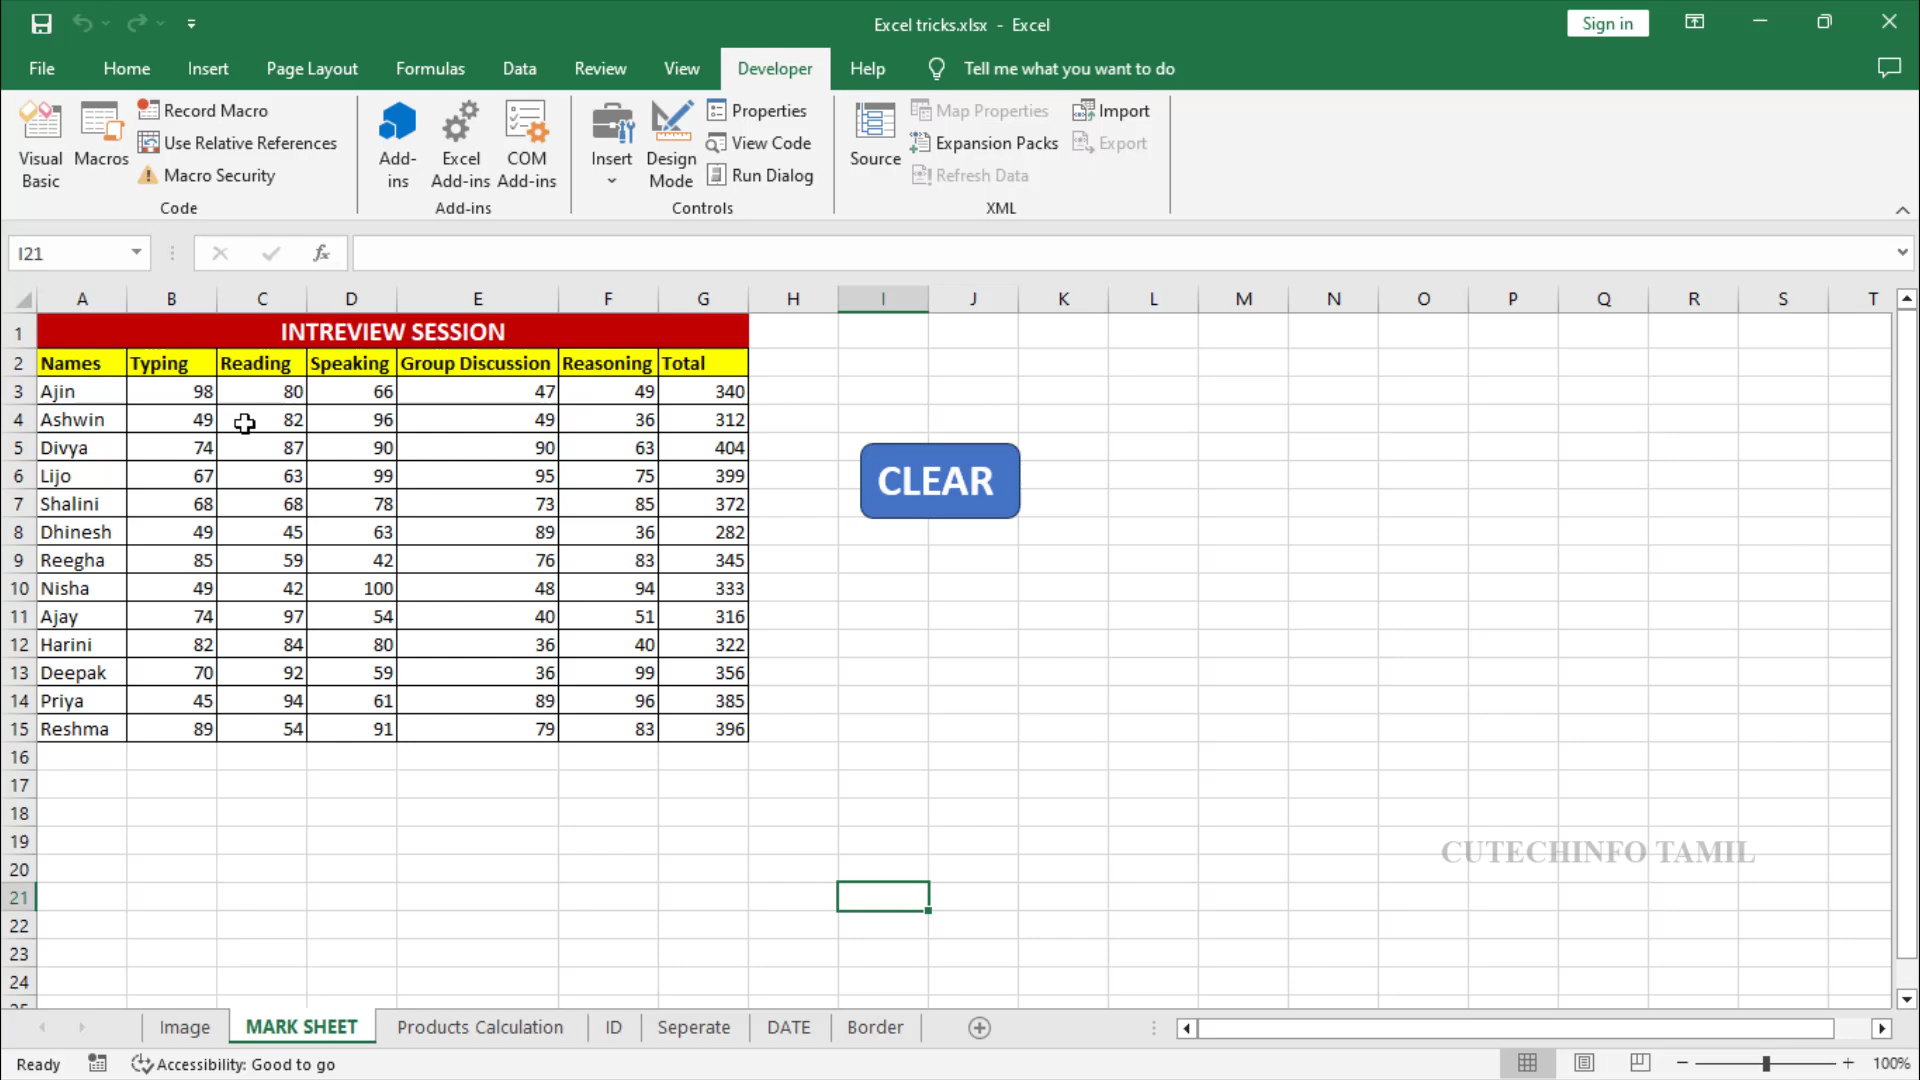 Excel tricks.xlsx - Excel
Sign in
File Home Insert Page Layout Formulas Data Review View Developer Help Tell me what you want to do
Visual Basic
Macros
Record Macro
Use Relative References
Macro Security
Code
Add-ins
Excel Add-ins
COM Add-ins
Add-ins
Insert
Design Mode
Properties
View Code
Run Dialog
Controls
Source
Map Properties
Expansion Packs
Refresh Data
Import
Export
XML
I21
fx
A B C D E F G H I J K L M N O P Q R S T
1 INTREVIEW SESSION
2 Names Typing Reading Speaking Group Discussion Reasoning Total
3 Ajin 98 80 66 47 49 340
4 Ashwin 49 82 96 49 36 312
5 Divya 74 87 90 90 63 404
6 Lijo 67 63 99 95 75 399
7 Shalini 68 68 78 73 85 372
8 Dhinesh 49 45 63 89 36 282
9 Reegha 85 59 42 76 83 345
10 Nisha 49 42 100 48 94 333
11 Ajay 74 97 54 40 51 316
12 Harini 82 84 80 36 40 322
13 Deepak 70 92 59 36 99 356
14 Priya 45 94 61 89 96 385
15 Reshma 89 54 91 79 83 396
CLEAR
16
17
18
19
CUTECHINFO TAMIL
20
21
22
23
24
25
Image MARK SHEET Products Calculation ID Seperate DATE Border
Ready Accessibility: Good to go 100%